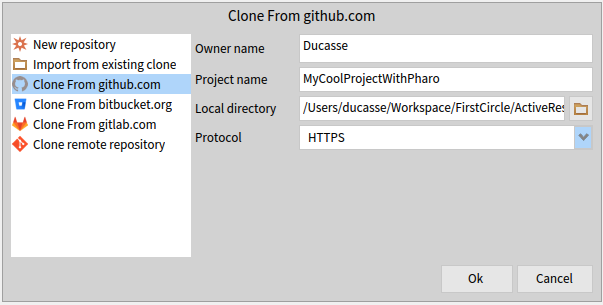 Clone From github.com
New repository
Import from existing clone
Clone From github.com
Clone From bitbucket.org
Clone From gitlab.com
Clone remote repository
Owner name
Ducasse
Project name
MyCoolProjectWithPharo
Local directory
/Users/ducasse/Workspace/FirstCircle/ActiveRes
Protocol
HTTPS
Ok
Cancel